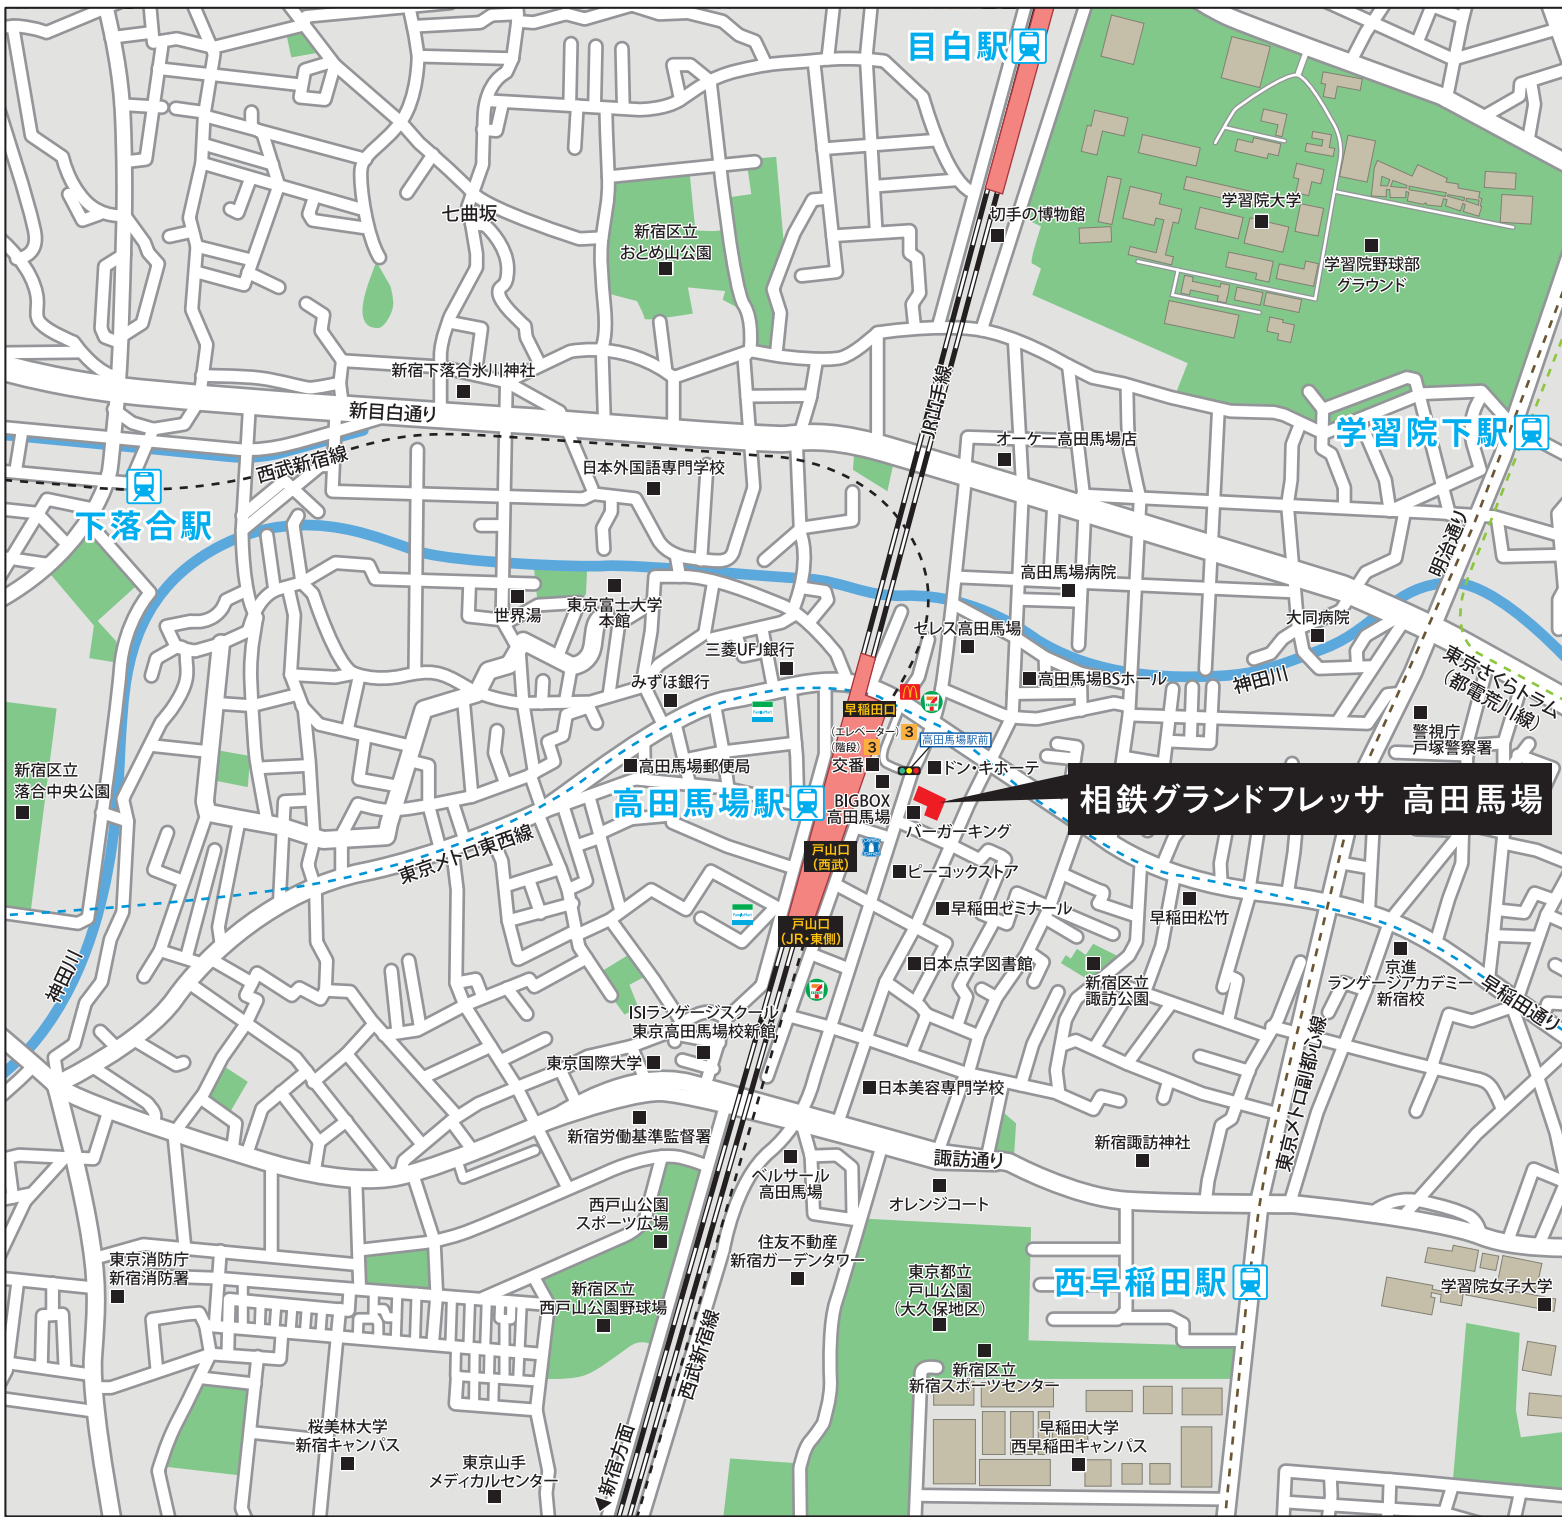 目白駅
切手の博物館
学習院大学
学習院野球部
グラウンド
七曲坂
新宿区立
おとめ山公園
新宿下落合氷川神社
新目白通り
JR山手線
オーケー高田馬場店
学習院下駅
西武新宿線
下落合駅
日本外国語専門学校
明治通り
高田馬場病院
世界湯
東京富士大学
本館
セレス高田馬場
大同病院
三菱UFJ銀行
みずほ銀行
高田馬場BSホール
神田川
東京さくらトラム
(都電荒川線)
警視庁
戸塚警察署
FamilyMart
早稲田口
(エレベーター)
3
(階段)
3
高田馬場駅前
交番
ドン・キホーテ
高田馬場郵便局
新宿区立
落合中央公園
高田馬場駅
BIGBOX
高田馬場
バーガーキング
相鉄グランドフレッサ 高田馬場
東京メトロ東西線
戸山口
(西武)
ピーコックストア
早稲田ゼミナール
早稲田松竹
FamilyMart
戸山口
(JR・東側)
日本点字図書館
新宿区立
諏訪公園
京進
ランゲージアカデミー
新宿校
早稲田通り
神田川
ISIランゲージスクール
東京高田馬場校新館
東京国際大学
日本美容専門学校
東京メトロ副都心線
新宿労働基準監督署
諏訪通り
新宿諏訪神社
ベルサール
高田馬場
オレンジコート
西戸山公園
スポーツ広場
住友不動産
新宿ガーデンタワー
東京消防庁
新宿消防署
新宿区立
西戸山公園野球場
東京都立
戸山公園
(大久保地区)
西早稲田駅
学習院女子大学
西武新宿線
新宿区立
新宿スポーツセンター
桜美林大学
新宿キャンパス
早稲田大学
西早稲田キャンパス
東京山手
メディカルセンター
新宿方面